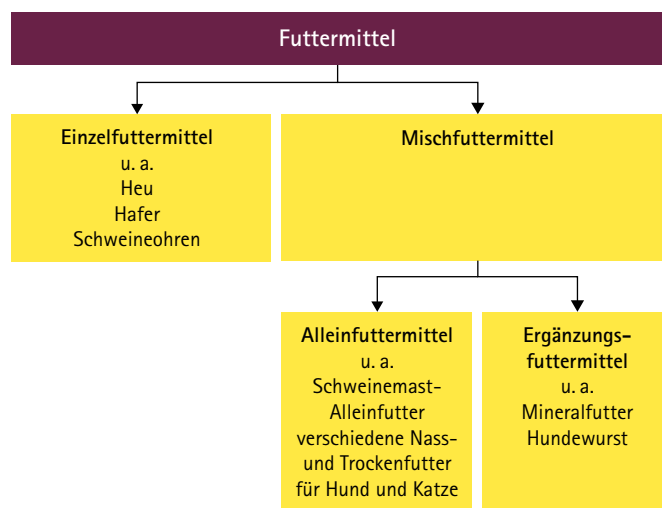 Futtermittel
Einzelfuttermittel
u. a.
Heu
Hafer
Schweineohren
Mischfuttermittel
Alleinfuttermittel
u. a.
Schweinemast-
Alleinfutter
verschiedene Nass-
und Trockenfutter
für Hund und Katze
Ergänzungs-
futtermittel
u. a.
Mineralfutter
Hundewurst